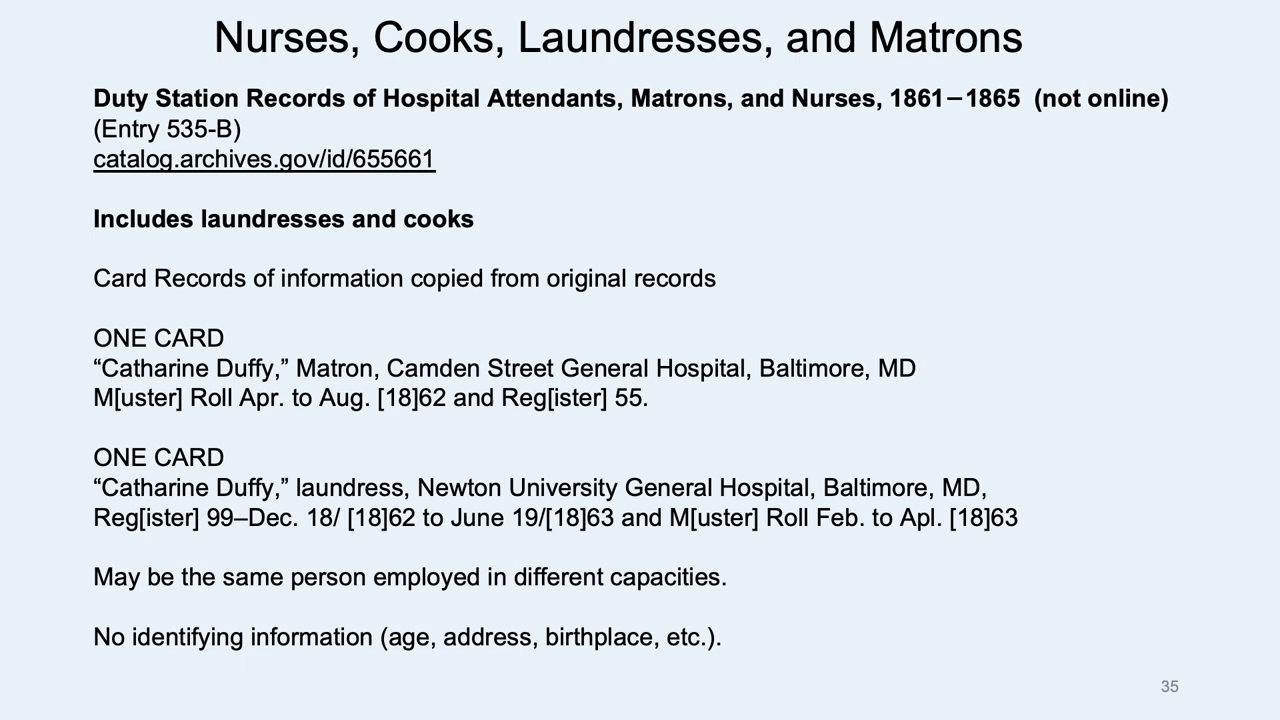 Nurses, Cooks, Laundresses, and Matrons
Duty Station Records of Hospital Attendants, Matrons, and Nurses, 1861–1865 (not online)
(Entry 535-B)
catalog.archives.gov/id/655661
Includes laundresses and cooks
Card Records of information copied from original records
ONE CARD
“Catharine Duffy,” Matron, Camden Street General Hospital, Baltimore, MD
M[uster] Roll Apr. to Aug. [18]62 and Reg[ister] 55.
ONE CARD
“Catharine Duffy,” laundress, Newton University General Hospital, Baltimore, MD,
Reg[ister] 99–Dec. 18/ [18]62 to June 19/[18]63 and M[uster] Roll Feb. to Apl. [18]63
May be the same person employed in different capacities.
No identifying information (age, address, birthplace, etc.).
35